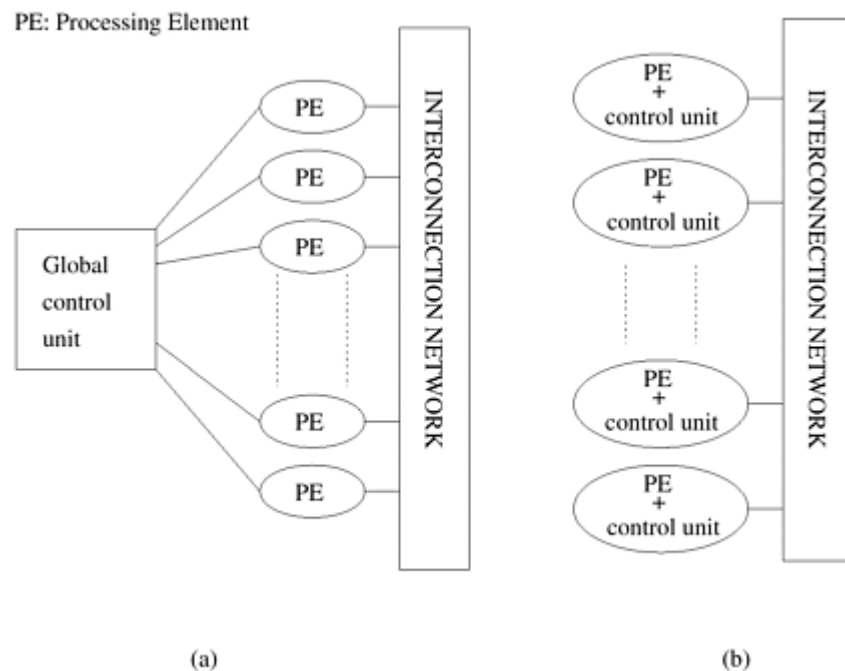 PE: Processing Element
Global
control
unit
PE
PE
PE
PE
PE
INTERCONNECTION NETWORK
(a)
PE
+
control unit
PE
+
control unit
PE
+
control unit
PE
+
control unit
INTERCONNECTION NETWORK
(b)